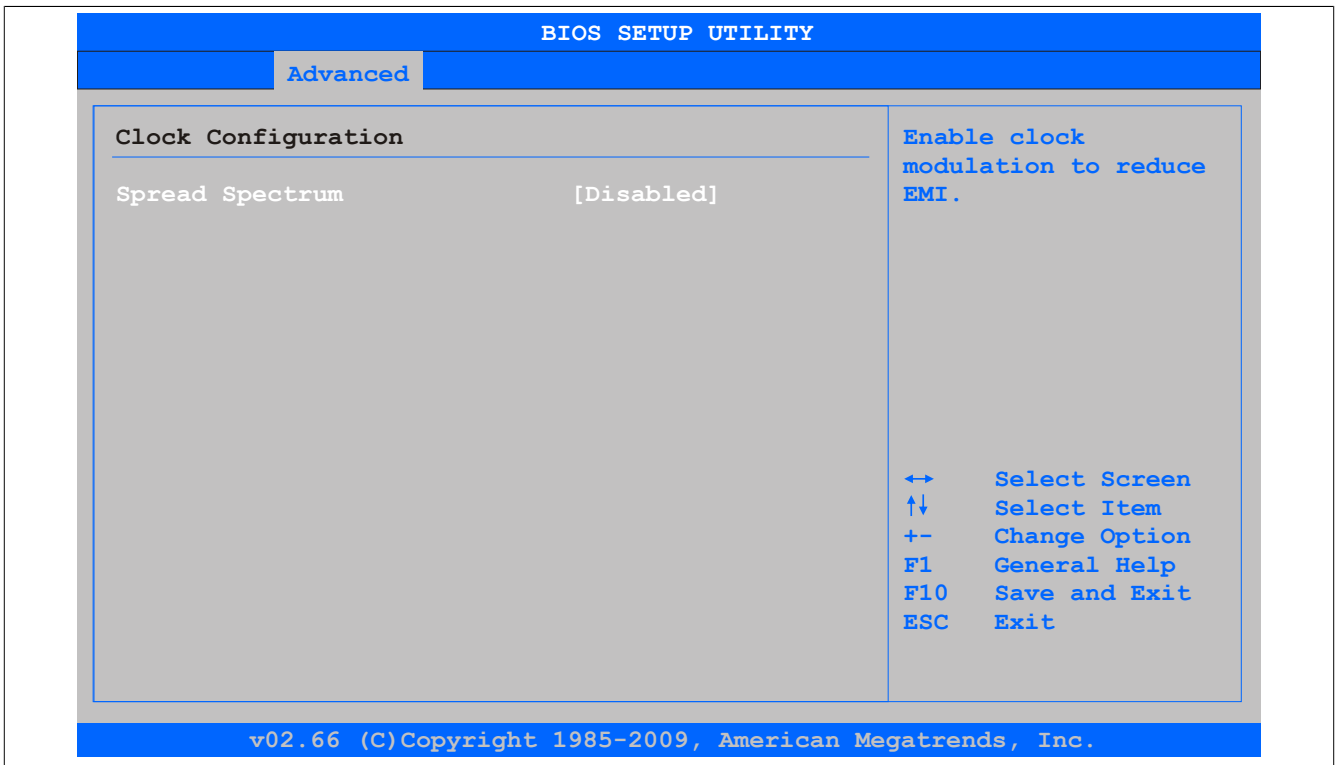 BIOS SETUP UTILITY
Advanced
Clock Configuration
Spread Spectrum [Disabled]
Enable clock
modulation to reduce
EMI.
↔ Select Screen
↑↓ Select Item
+- Change Option
F1 General Help
F10 Save and Exit
ESC Exit
v02.66 (C)Copyright 1985-2009, American Megatrends, Inc.